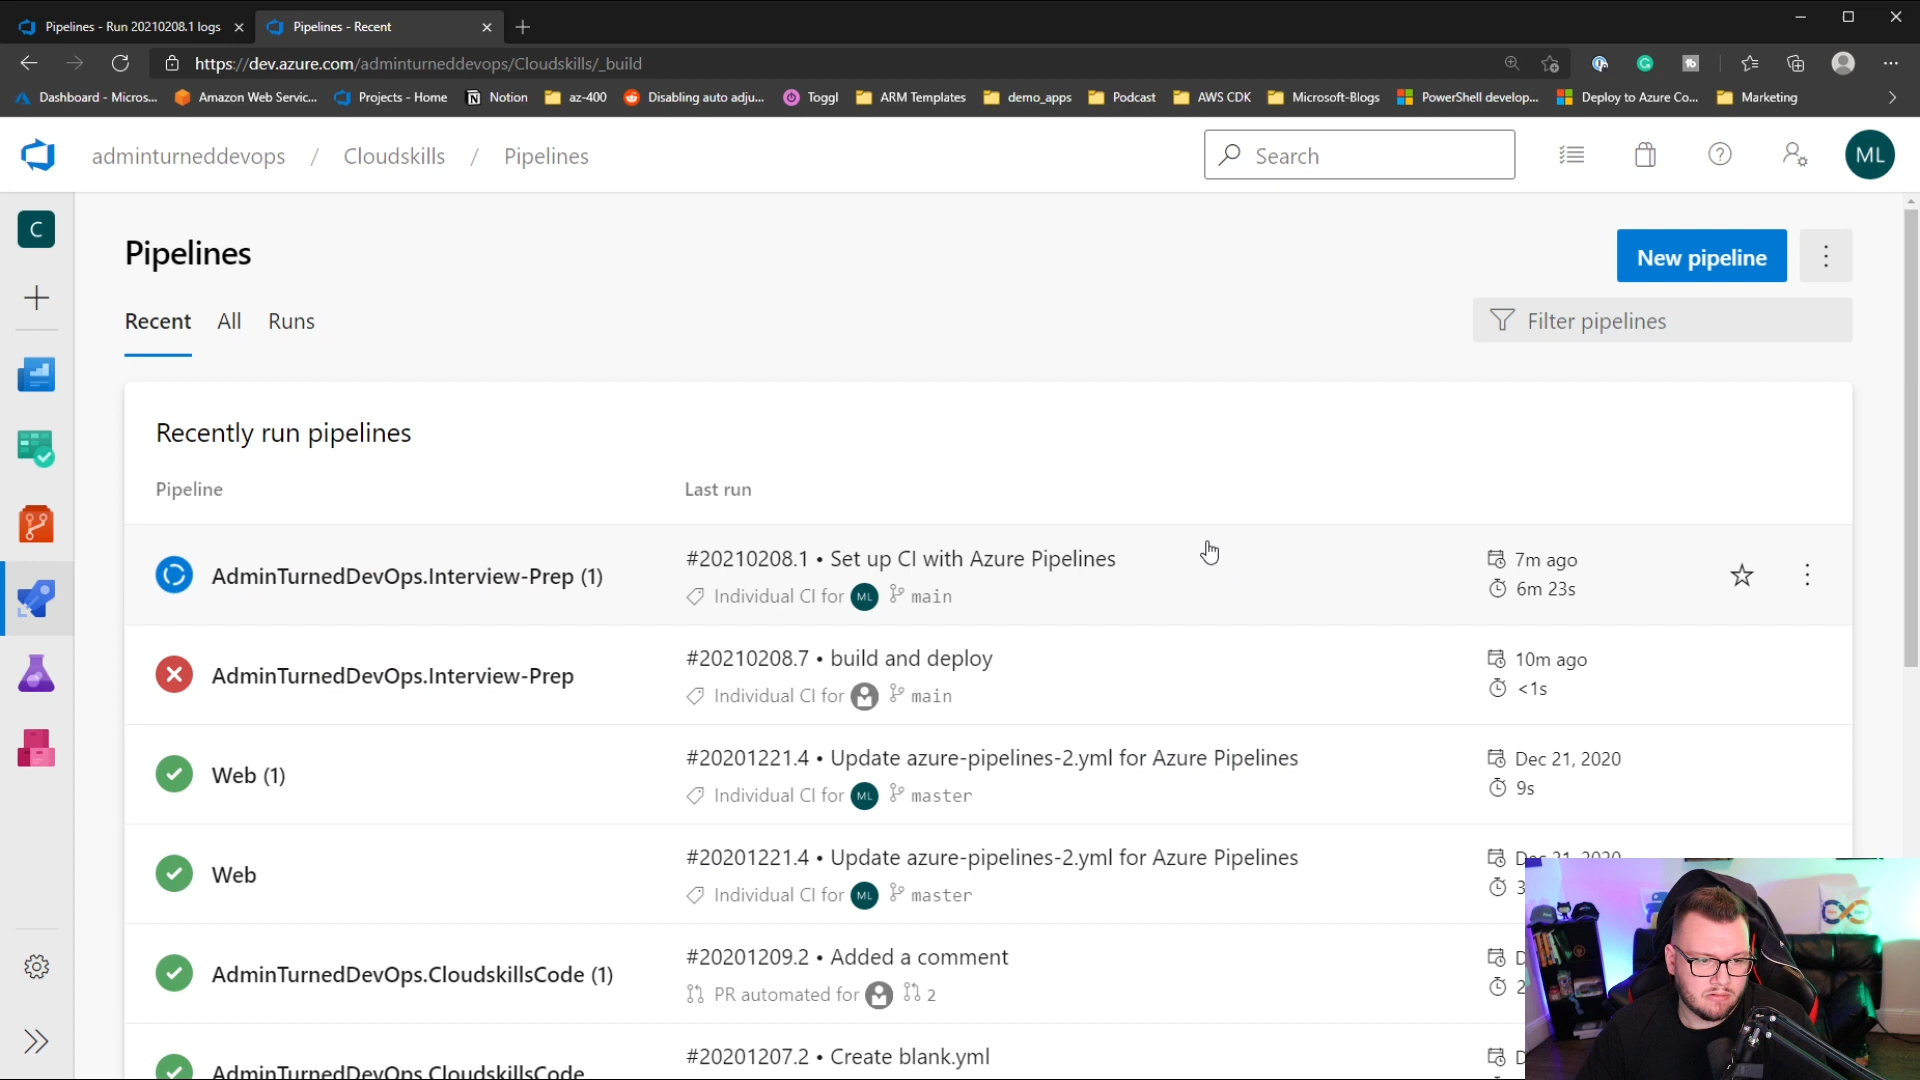 Pipelines - Run 20210208.1 logs
Pipelines - Recent
https://dev.azure.com/adminturneddevops/Cloudskills/_build
Dashboard - Micros...
Amazon Web Servic...
Projects - Home
Notion
az-400
Disabling auto adju...
Toggl
ARM Templates
demo_apps
Podcast
AWS CDK
Microsoft-Blogs
PowerShell develop...
Deploy to Azure Co...
Marketing
adminturneddevops / Cloudskills / Pipelines
Search
ML
C
Pipelines
New pipeline
Recent All Runs
Filter pipelines
Recently run pipelines
Pipeline Last run
AdminTurnedDevOps.Interview-Prep (1)
#20210208.1 • Set up CI with Azure Pipelines
Individual CI for ML main
7m ago
6m 23s
AdminTurnedDevOps.Interview-Prep
#20210208.7 • build and deploy
Individual CI for main
10m ago
<1s
Web (1)
#20201221.4 • Update azure-pipelines-2.yml for Azure Pipelines
Individual CI for ML master
Dec 21, 2020
9s
Web
#20201221.4 • Update azure-pipelines-2.yml for Azure Pipelines
Individual CI for ML master
AdminTurnedDevOps.CloudskillsCode (1)
#20201209.2 • Added a comment
PR automated for 2
AdminTurnedDevOps.CloudskillsCode
#20201207.2 • Create blank.yml